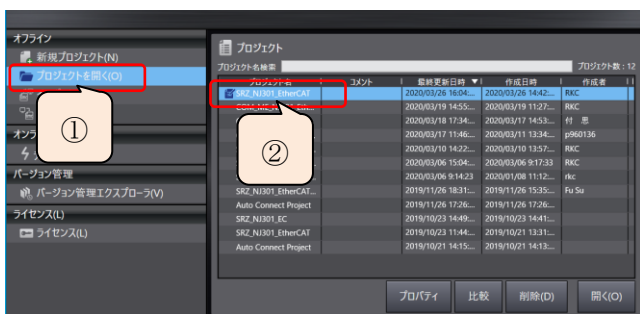 オフライン
新規プロジェクト(N)
プロジェクトを開く(O)
①
オンラ
バージョン管理
バージョン管理エクスプローラ(V)
ライセンス(L)
ライセンス(L)
プロジェクト
プロジェクト名検索
プロジェクト数 : 12
プロジェクト名 コメント 最終更新日時 ▼ 作成日時 作成者
SRZ_NJ301_EtherCAT 2020/03/26 16:04:... 2020/03/26 14:42:... RKC
2020/03/19 14:55:... 2020/03/19 11:27:... RKC
2020/03/18 17:34:... 2020/03/17 14:53:... 付 思
2020/03/17 11:46:... 2020/03/11 13:34:... p960136
2020/03/10 14:22:... 2020/03/10 13:57:... RKC
2020/03/06 15:04:... 2020/03/06 9:17:33 RKC
2020/03/06 9:14:23 2020/01/08 11:12:... rkc
②
SRZ_NJ301_EtherCAT... 2019/11/26 18:31:... 2019/11/26 15:35:... Fu Su
Auto Connect Project 2019/11/26 17:26:... 2019/11/26 17:26:...
SRZ_NJ301_EC 2019/10/23 14:49:... 2019/10/23 14:41:...
SRZ_NJ301_EtherCAT 2019/10/23 11:44:... 2019/10/21 13:31:...
Auto Connect Project 2019/10/21 14:15:... 2019/10/21 14:13:...
プロパティ 比較 削除(D) 開く(O)